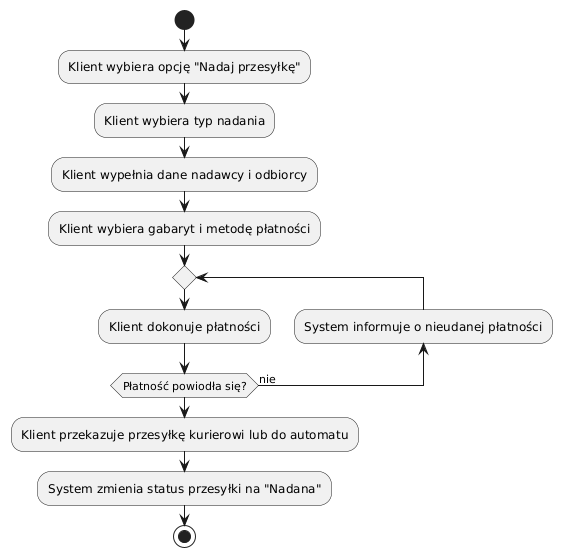 Klient wybiera opcję "Nadaj przesyłkę"
Klient wybiera typ nadania
Klient wypełnia dane nadawcy i odbiorcy
Klient wybiera gabaryt i metodę płatności
Klient dokonuje płatności
System informuje o nieudanej płatności
Płatność powiodła się?
nie
Klient przekazuje przesyłkę kurierowi lub do automatu
System zmienia status przesyłki na "Nadana"